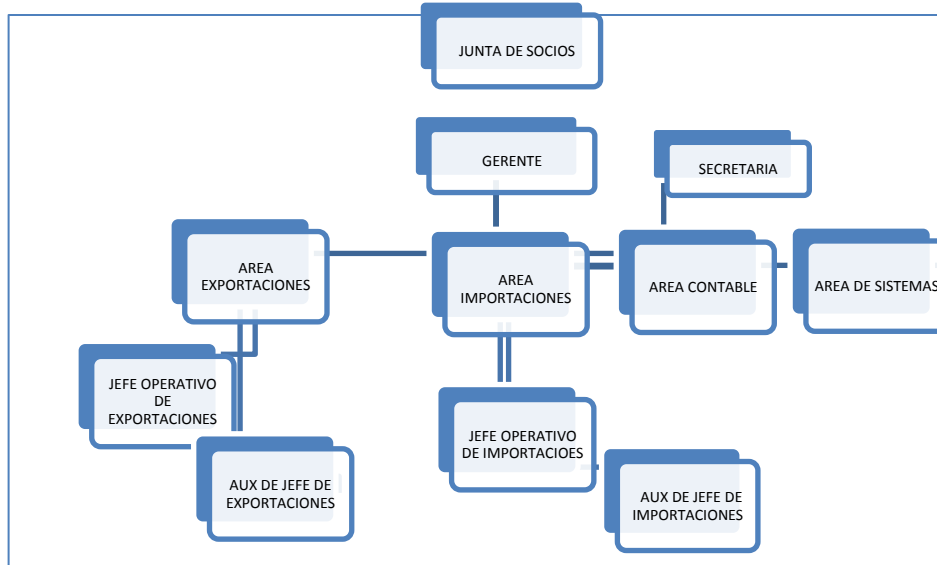 JUNTA DE SOCIOS
GERENTE
SECRETARIA
AREA
EXPORTACIONES
AREA
IMPORTACIONES
AREA CONTABLE
AREA DE SISTEMAS
JEFE OPERATIVO
DE
EXPORTACIONES
JEFE OPERATIVO
DE IMPORTACIOES
AUX DE JEFE DE
EXPORTACIONES
AUX DE JEFE DE
IMPORTACIONES